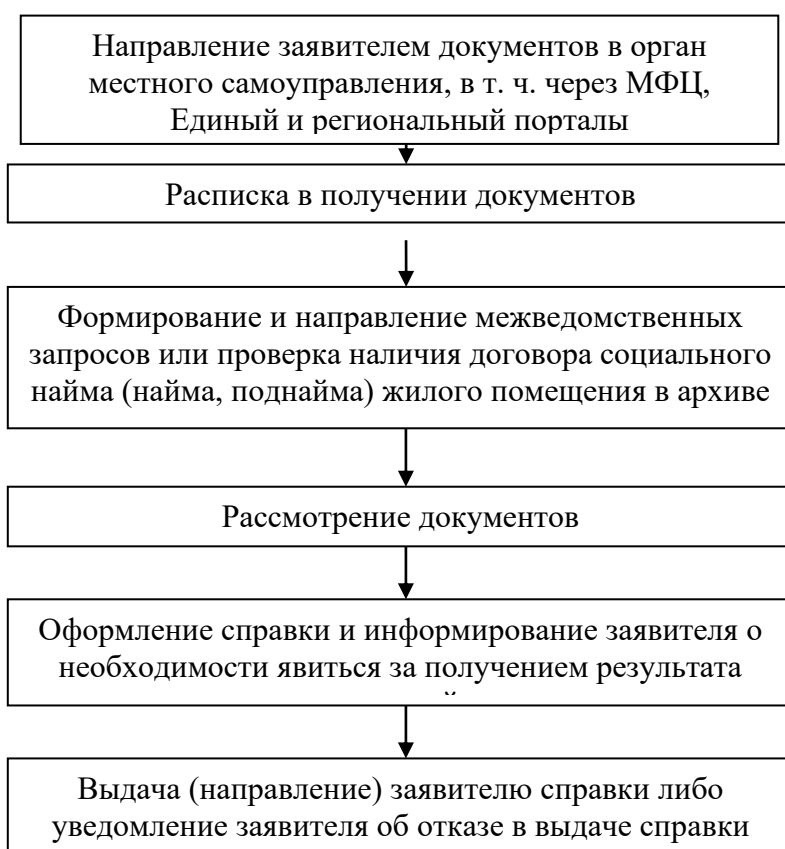 Направление заявителем документов в орган
местного самоуправления, в т. ч. через МФЦ,
Единый и региональный порталы
Расписка в получении документов
Формирование и направление межведомственных
запросов или проверка наличия договора социального
найма (найма, поднайма) жилого помещения в архиве
Рассмотрение документов
Оформление справки и информирование заявителя о
необходимости явиться за получением результата
Выдача (направление) заявителю справки либо
уведомление заявителя об отказе в выдаче справки